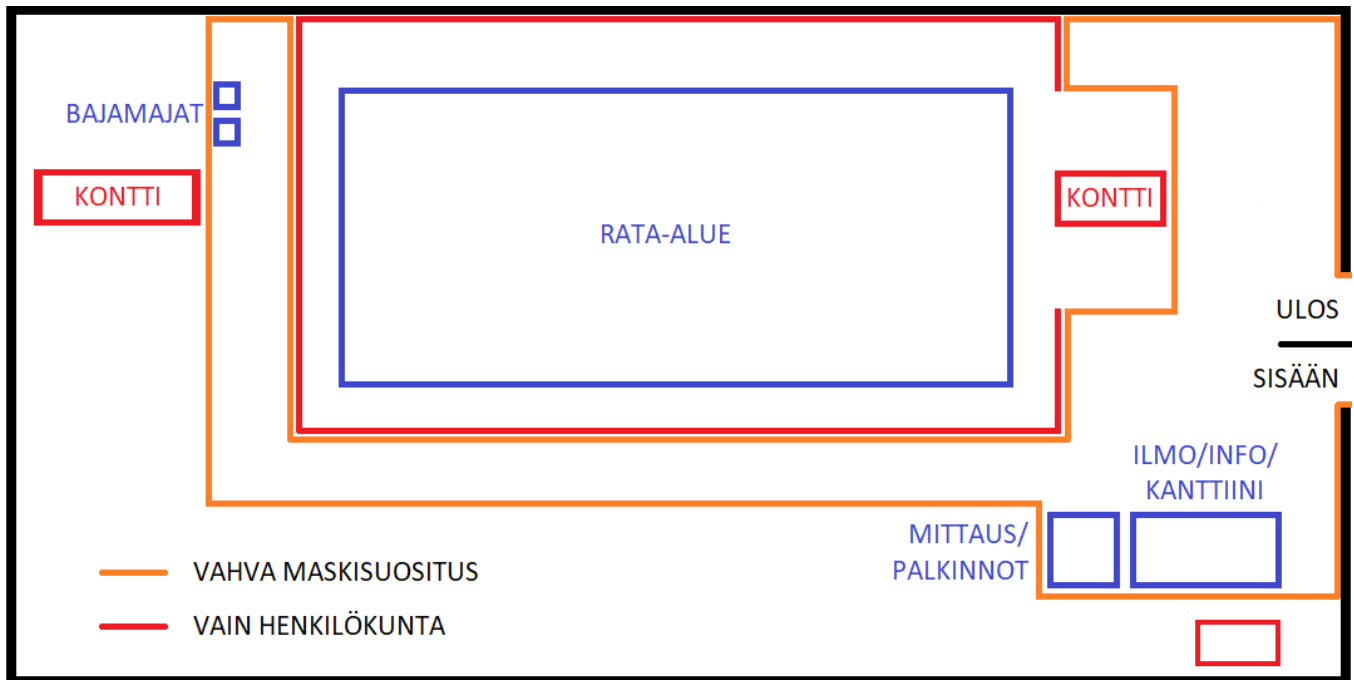 BAJAMAJAT
KONTTI
RATA-ALUE
KONTTI
ULOS
SISÄÄN
ILMO/INFO/
KANTTIINI
MITTAUS/
PALKINNOT
VAHVA MASKISUOSITUS
VAIN HENKILÖKUNTA